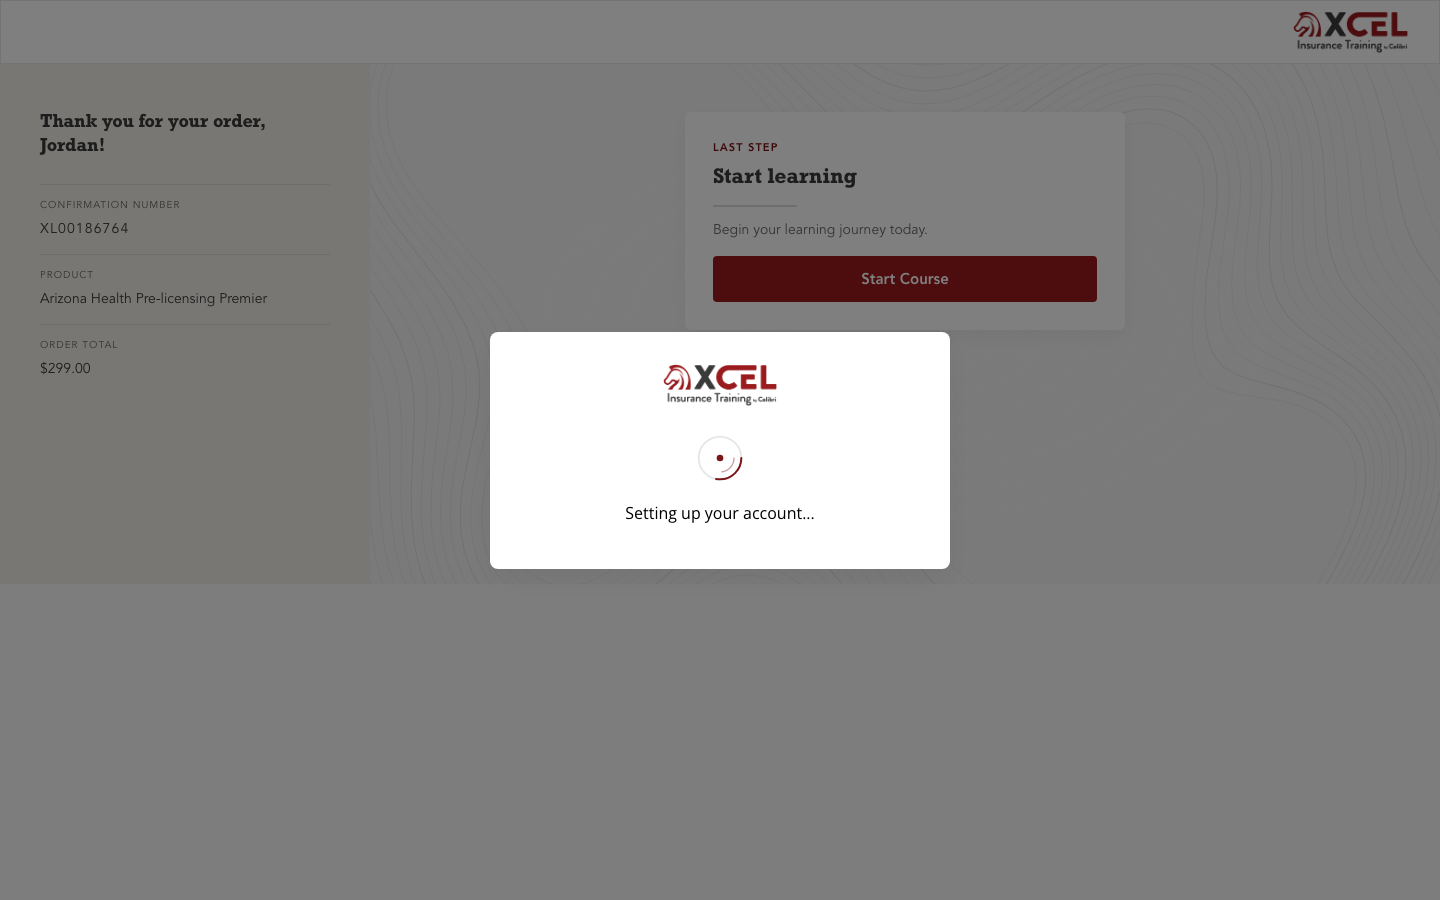 XCEL
Insurance Training by Calibri
Thank you for your order,
Jordan!
CONFIRMATION NUMBER
XL00186764
PRODUCT
Arizona Health Pre-licensing Premier
ORDER TOTAL
$299.00
LAST STEP
Start learning
Begin your learning journey today.
Start Course
XCEL
Insurance Training by Calibri
Setting up your account...